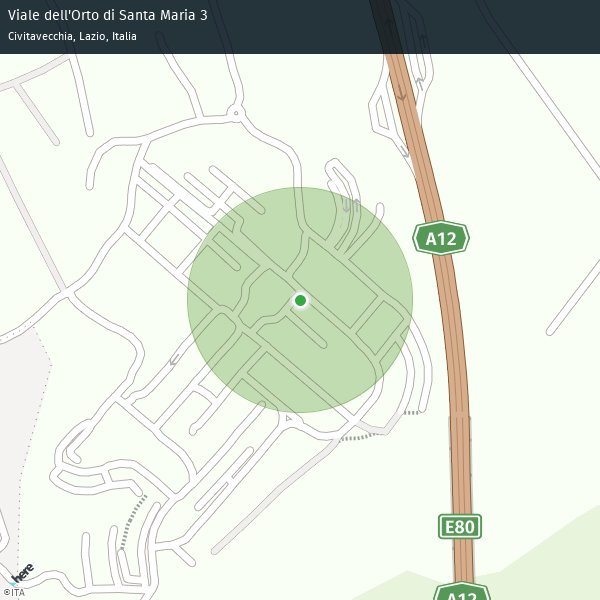 Viale dell'Orto di Santa Maria 3
Civitavecchia, Lazio, Italia
A12
E80
A12
here
©ITA